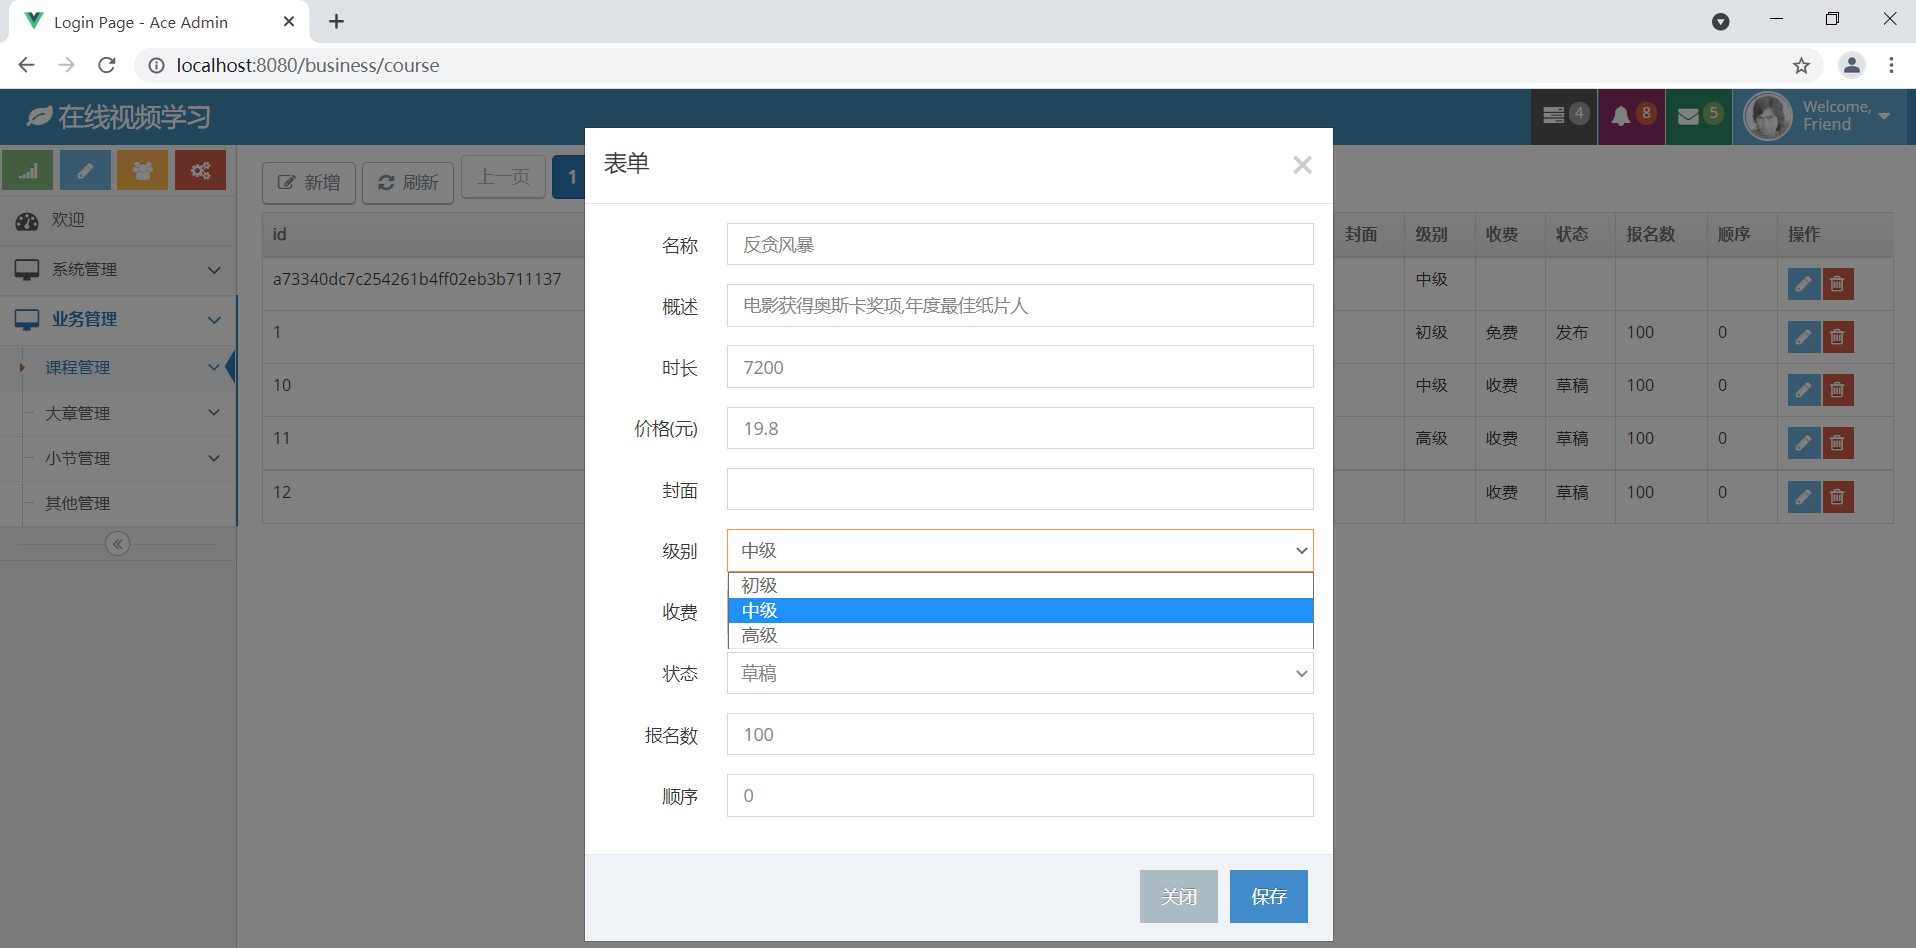 Login Page - Ace Admin
localhost:8080/business/course
在线视频学习
4
8
5
Welcome,
Friend
欢迎
系统管理
业务管理
课程管理
大章管理
小节管理
其他管理
新增
刷新
上一页
1
id
封面
级别
收费
状态
报名数
顺序
操作
a73340dc7c254261b4ff02eb3b711137
中级
1
初级
免费
发布
100
0
10
中级
收费
草稿
100
0
11
高级
收费
草稿
100
0
12
收费
草稿
100
0
表单
名称
反贪风暴
概述
电影获得奥斯卡奖项,年度最佳纸片人
时长
7200
价格(元)
19.8
封面
级别
中级
初级
中级
高级
收费
状态
草稿
报名数
100
顺序
0
关闭
保存